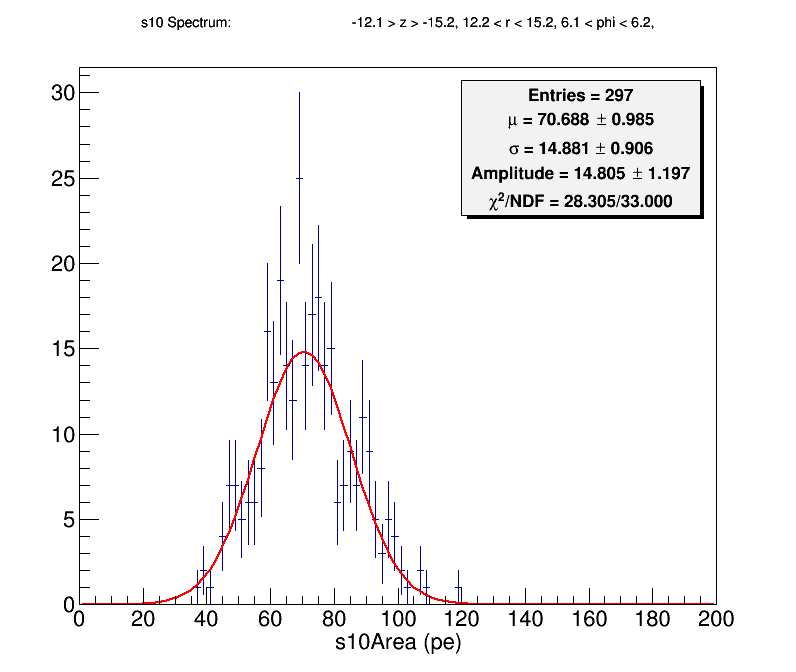 s10 Spectrum: -12.1 > z > -15.2, 12.2 < r < 15.2, 6.1 < phi < 6.2,
Entries = 297
μ = 70.688 ± 0.985
σ = 14.881 ± 0.906
Amplitude = 14.805 ± 1.197
χ²/NDF = 28.305/33.000
30
25
20
15
10
5
0
0 20 40 60 80 100 120 140 160 180 200
s10Area (pe)